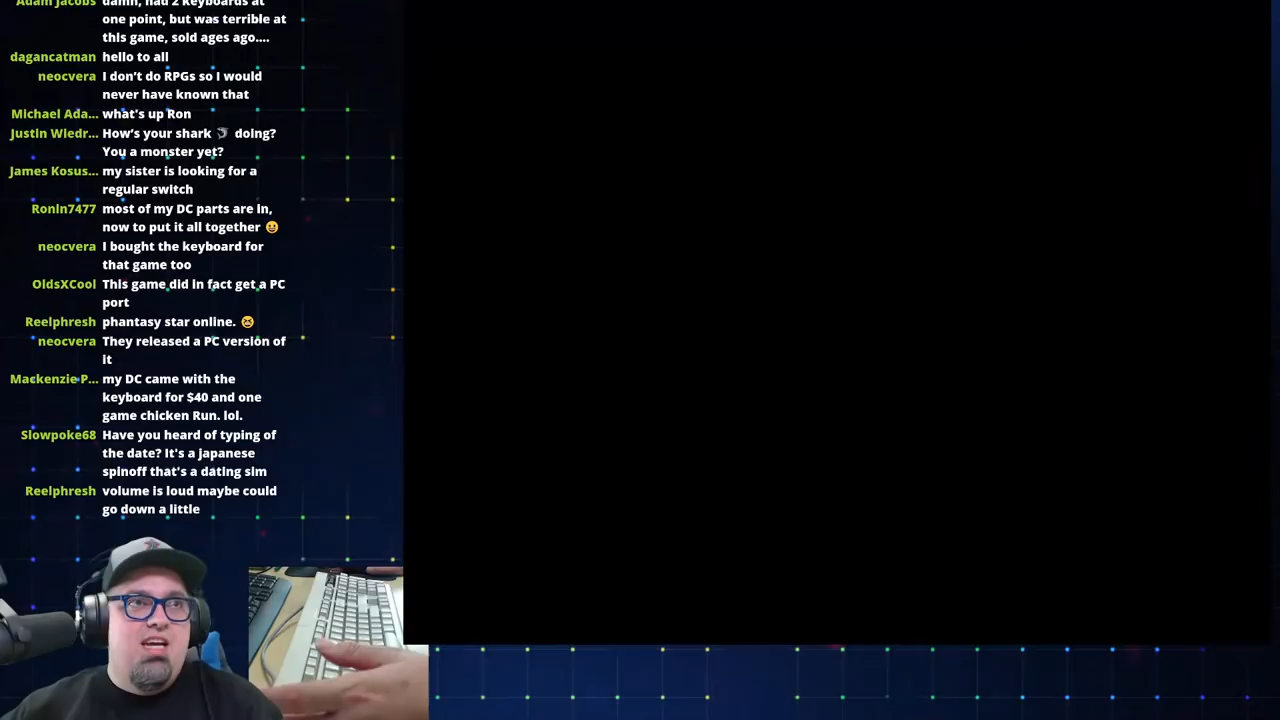 Adam Jacobs damn, had 2 keyboards at
one point, but was terrible at
this game, sold ages ago....
dagancatman hello to all
neocvera I don't do RPGs so I would
never have known that
Michael Ada... what's up Ron
Justin Wiedr... How's your shark 🦈 doing?
You a monster yet?
James Kosus... my sister is looking for a
regular switch
Ronin7477 most of my DC parts are in,
now to put it all together 😀
neocvera I bought the keyboard for
that game too
OldsXCool This game did in fact get a PC
port
Reelphresh phantasy star online. 😆
neocvera They released a PC version of
it
Mackenzie P... my DC came with the
keyboard for $40 and one
game chicken Run. lol.
Slowpoke68 Have you heard of typing of
the date? It's a japanese
spinoff that's a dating sim
Reelphresh volume is loud maybe could
go down a little